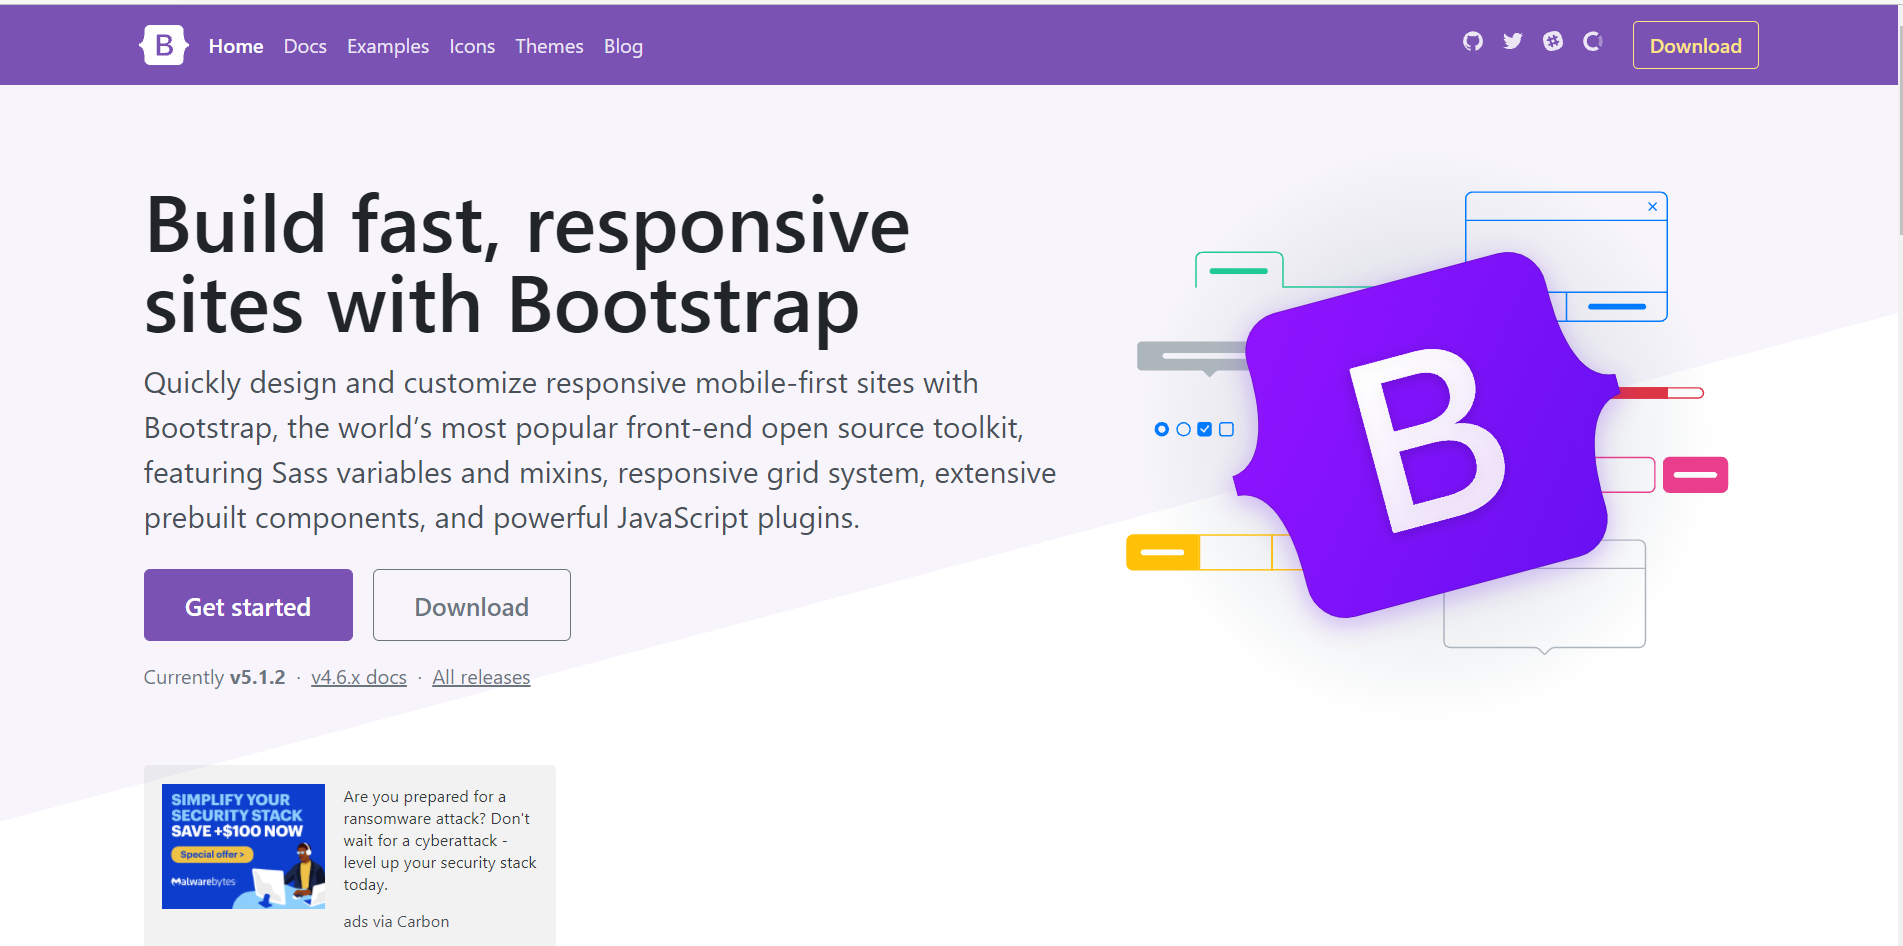 B Home Docs Examples Icons Themes Blog Download
Build fast, responsive
sites with Bootstrap
Quickly design and customize responsive mobile-first sites with
Bootstrap, the world’s most popular front-end open source toolkit,
featuring Sass variables and mixins, responsive grid system, extensive
prebuilt components, and powerful JavaScript plugins.
Get started Download
Currently v5.1.2 · v4.6.x docs · All releases
B
SIMPLIFY YOUR
SECURITY STACK
SAVE +$100 NOW
Special offer >
Malwarebytes
Are you prepared for a
ransomware attack? Don't
wait for a cyberattack -
level up your security stack
today.
ads via Carbon